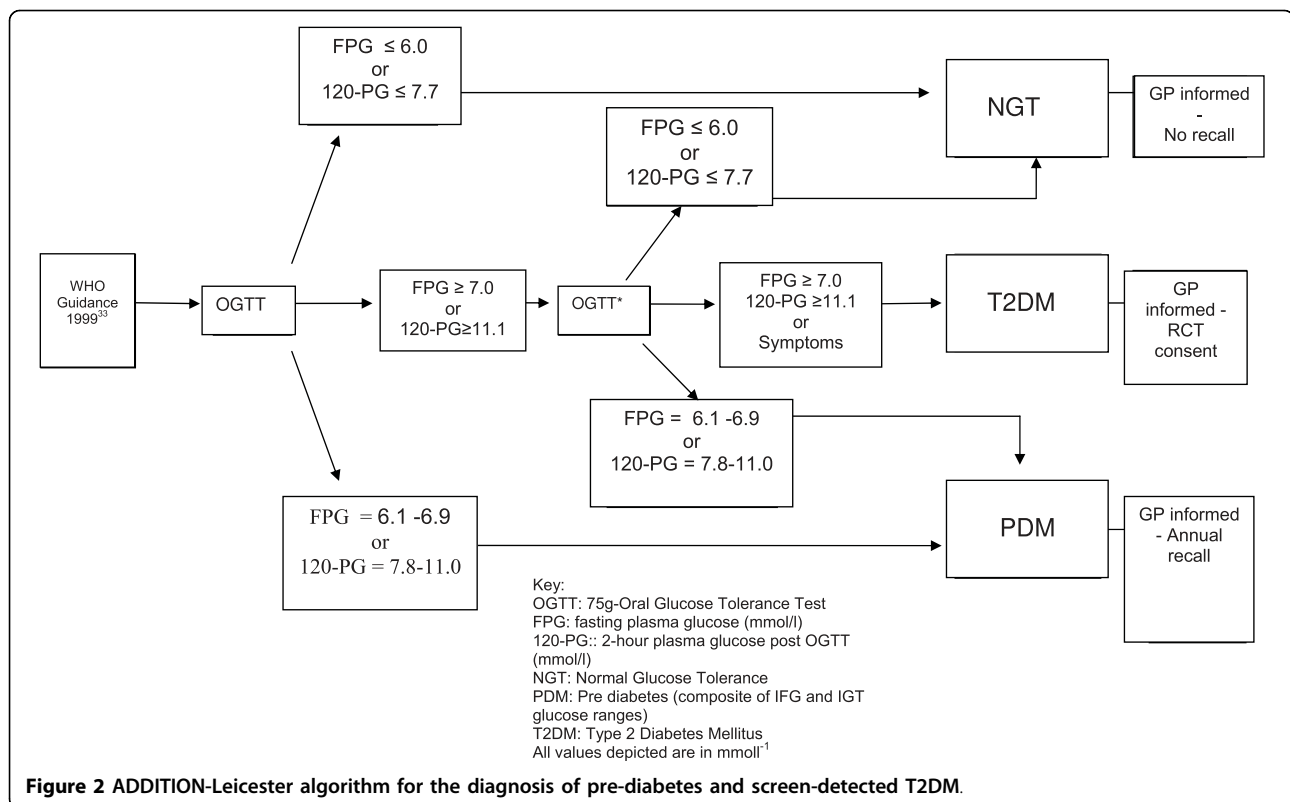 FPG ≤ 6.0
or
120-PG ≤ 7.7
FPG ≤ 6.0
or
120-PG ≤ 7.7
NGT
GP informed
-
No recall
WHO
Guidance
1999³³
OGTT
FPG ≥ 7.0
or
120-PG≥11.1
OGTT*
FPG ≥ 7.0
120-PG ≥11.1
or
Symptoms
T2DM
GP
informed -
RCT
consent
FPG = 6.1 -6.9
or
120-PG = 7.8-11.0
FPG = 6.1 -6.9
or
120-PG = 7.8-11.0
PDM
GP informed
- Annual
recall
Key:
OGTT: 75g-Oral Glucose Tolerance Test
FPG: fasting plasma glucose (mmol/l)
120-PG:: 2-hour plasma glucose post OGTT
(mmol/l)
NGT: Normal Glucose Tolerance
PDM: Pre diabetes (composite of IFG and IGT
glucose ranges)
T2DM: Type 2 Diabetes Mellitus
All values depicted are in mmoll⁻¹
Figure 2 ADDITION-Leicester algorithm for the diagnosis of pre-diabetes and screen-detected T2DM.